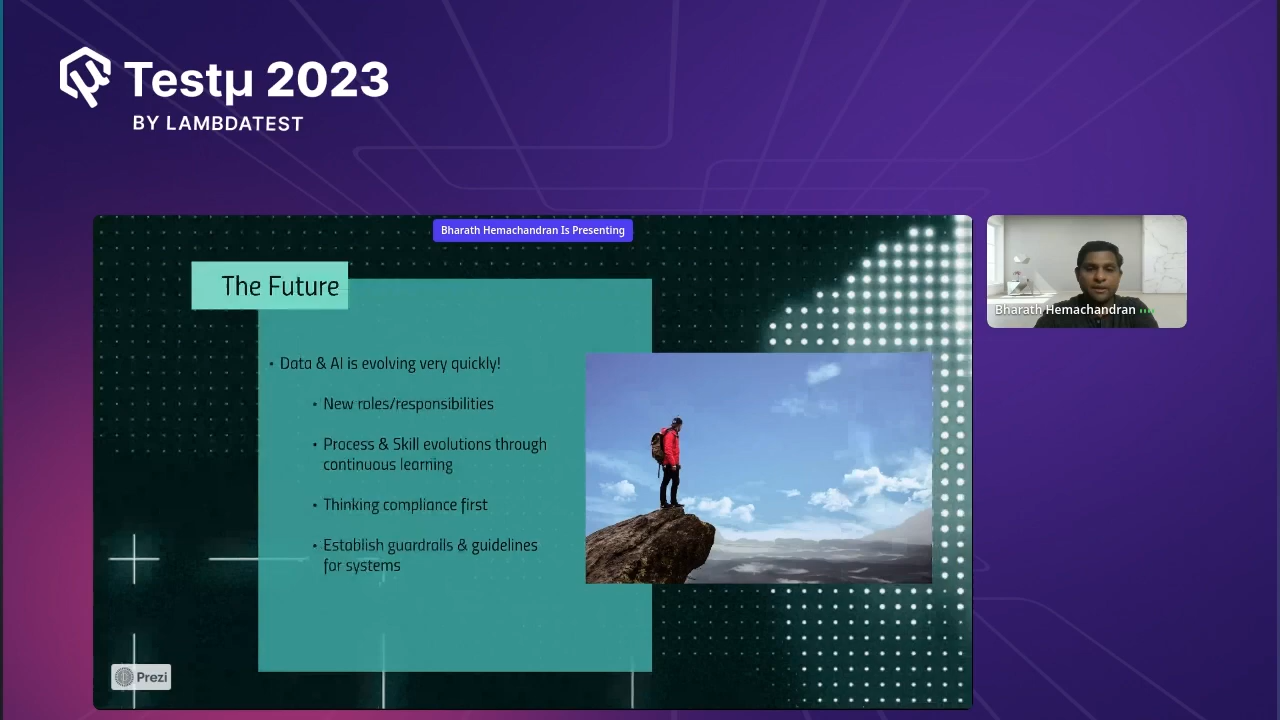 Testµ 2023
BY LAMBDATEST
Bharath Hemachandran Is Presenting
The Future
• Data & AI is evolving very quickly!
• New roles/responsibilities
• Process & Skill evolutions through
continuous learning
• Thinking compliance first
• Establish guardrails & guidelines
for systems
Bharath Hemachandran
Prezi